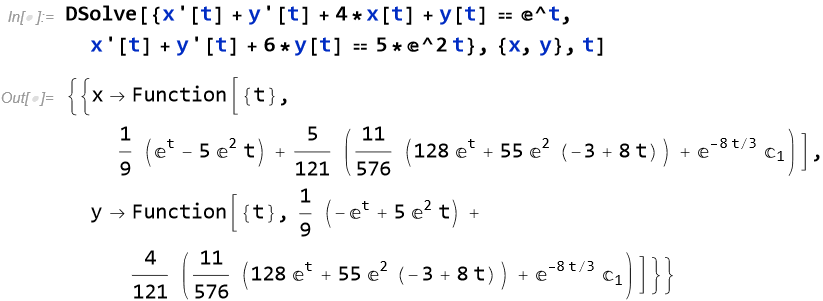 In[]:= DSolve[{x'[t] + y'[t] + 4*x[t] + y[t] == ⅇ^t,
x'[t] + y'[t] + 6*y[t] == 5*ⅇ^2 t}, {x, y}, t]
Out[]= {{x → Function[{t},
1/9 (ⅇ^t - 5 ⅇ^2 t) + 5/121 (11/576 (128 ⅇ^t + 55 ⅇ^2 (-3 + 8 t)) + ⅇ^(-8 t/3) 𝕔₁)],
y → Function[{t}, 1/9 (-ⅇ^t + 5 ⅇ^2 t) +
4/121 (11/576 (128 ⅇ^t + 55 ⅇ^2 (-3 + 8 t)) + ⅇ^(-8 t/3) 𝕔₁)]}}